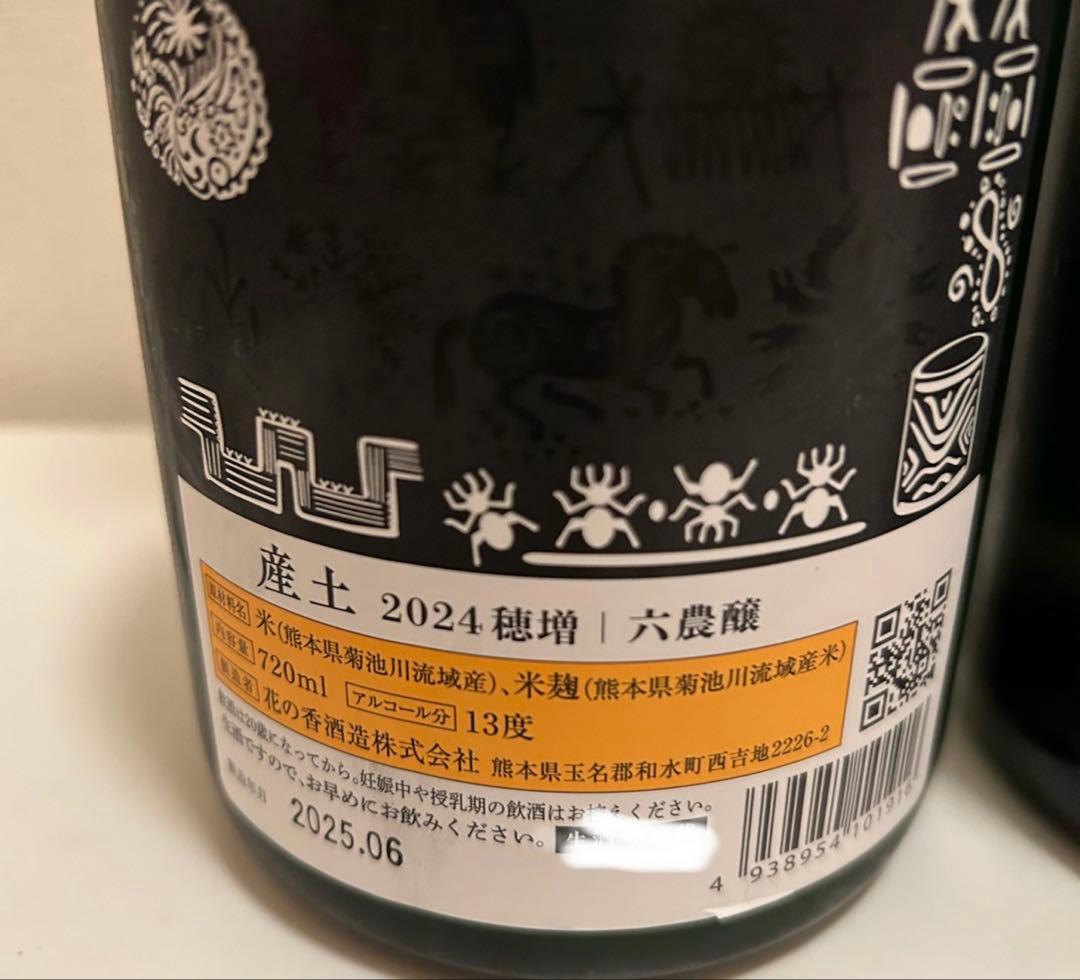 産土 2024 穂増 | 六農醸
原材料名 米(熊本県菊池川流域産)、米麹(熊本県菊池川流域産米)
内容量 720ml アルコール分 13度
製造者 花の香酒造株式会社 熊本県玉名郡和水町西吉地2226-2
飲酒は20歳になってから。妊娠中や授乳期の飲酒はお控えください。
生酒ですので、お早めにお飲みください。
製造年月 2025.06
4 938954 101916